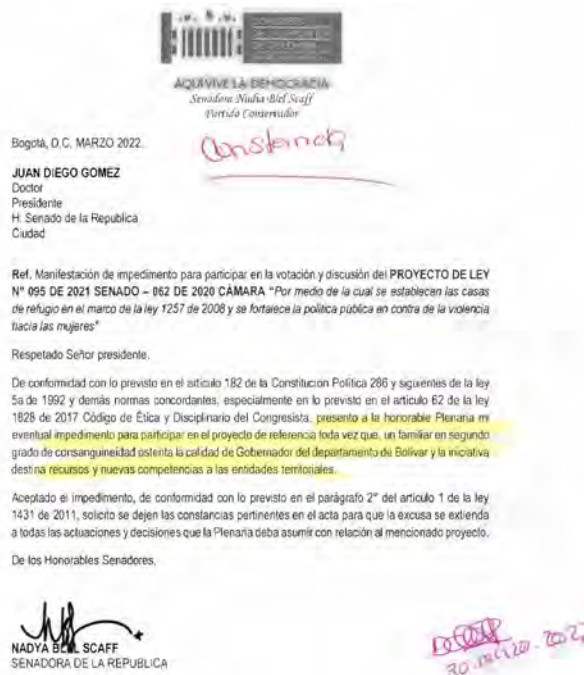 CONGRESO
DE LA REPÚBLICA
DE COLOMBIA
AQUÍ VIVE LA DEMOCRACIA
Senadora Nadia Blel Scaff
Partido Conservador
Constancia
Bogotá, D.C. MARZO 2022.
JUAN DIEGO GOMEZ
Doctor
Presidente
H. Senado de la Republica
Ciudad
Ref. Manifestación de impedimento para participar en la votación y discusión del PROYECTO DE LEY
N° 095 DE 2021 SENADO – 062 DE 2020 CÁMARA "Por medio de la cual se establecen las casas
de refugio en el marco de la ley 1257 de 2008 y se fortalece la política pública en contra de la violencia
hacia las mujeres"
Respetado Señor presidente,
De conformidad con lo previsto en el artículo 182 de la Constitucion Política 286 y siguientes de la ley
5a de 1992 y demás normas concordantes, especialmente en lo previsto en el artículo 62 de la ley
1828 de 2017 Código de Ética y Disciplinario del Congresista, presento a la honorable Plenaria mi
eventual impedimento para participar en el proyecto de referencia toda vez que, un familiar en segundo
grado de consanguineidad ostenta la calidad de Gobernador del departamento de Bolívar y la iniciativa
destina recursos y nuevas competencias a las entidades territoriales.
Aceptado el impedimento, de conformidad con lo previsto en el parágrafo 2° del articulo 1 de la ley
1431 de 2011, solicito se dejen las constancias pertinentes en el acta para que la excusa se extienda
a todas las actuaciones y decisiones que la Plenaria deba asumir con relación al mencionado proyecto.
De los Honorables Senadores,
NADYA BLEL SCAFF
SENADORA DE LA REPUBLICA